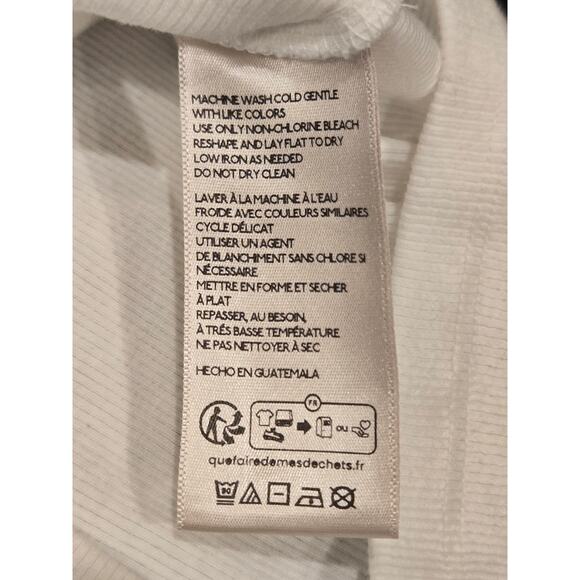 MACHINE WASH COLD GENTLE
WITH LIKE COLORS
USE ONLY NON-CHLORINE BLEACH
RESHAPE AND LAY FLAT TO DRY
LOW IRON AS NEEDED
DO NOT DRY CLEAN
LAVER À LA MACHINE À L'EAU
FROIDE AVEC COULEURS SIMILAIRES
CYCLE DÉLICAT
UTILISER UN AGENT
DE BLANCHIMENT SANS CHLORE SI
NÉCESSAIRE
METTRE EN FORME ET SECHER
À PLAT
REPASSER, AU BESOIN,
À TRÉS BASSE TEMPÉRATURE
NE PAS NETTOYER À SEC
HECHO EN GUATEMALA
FR
OU
quefairedemesdechets.fr